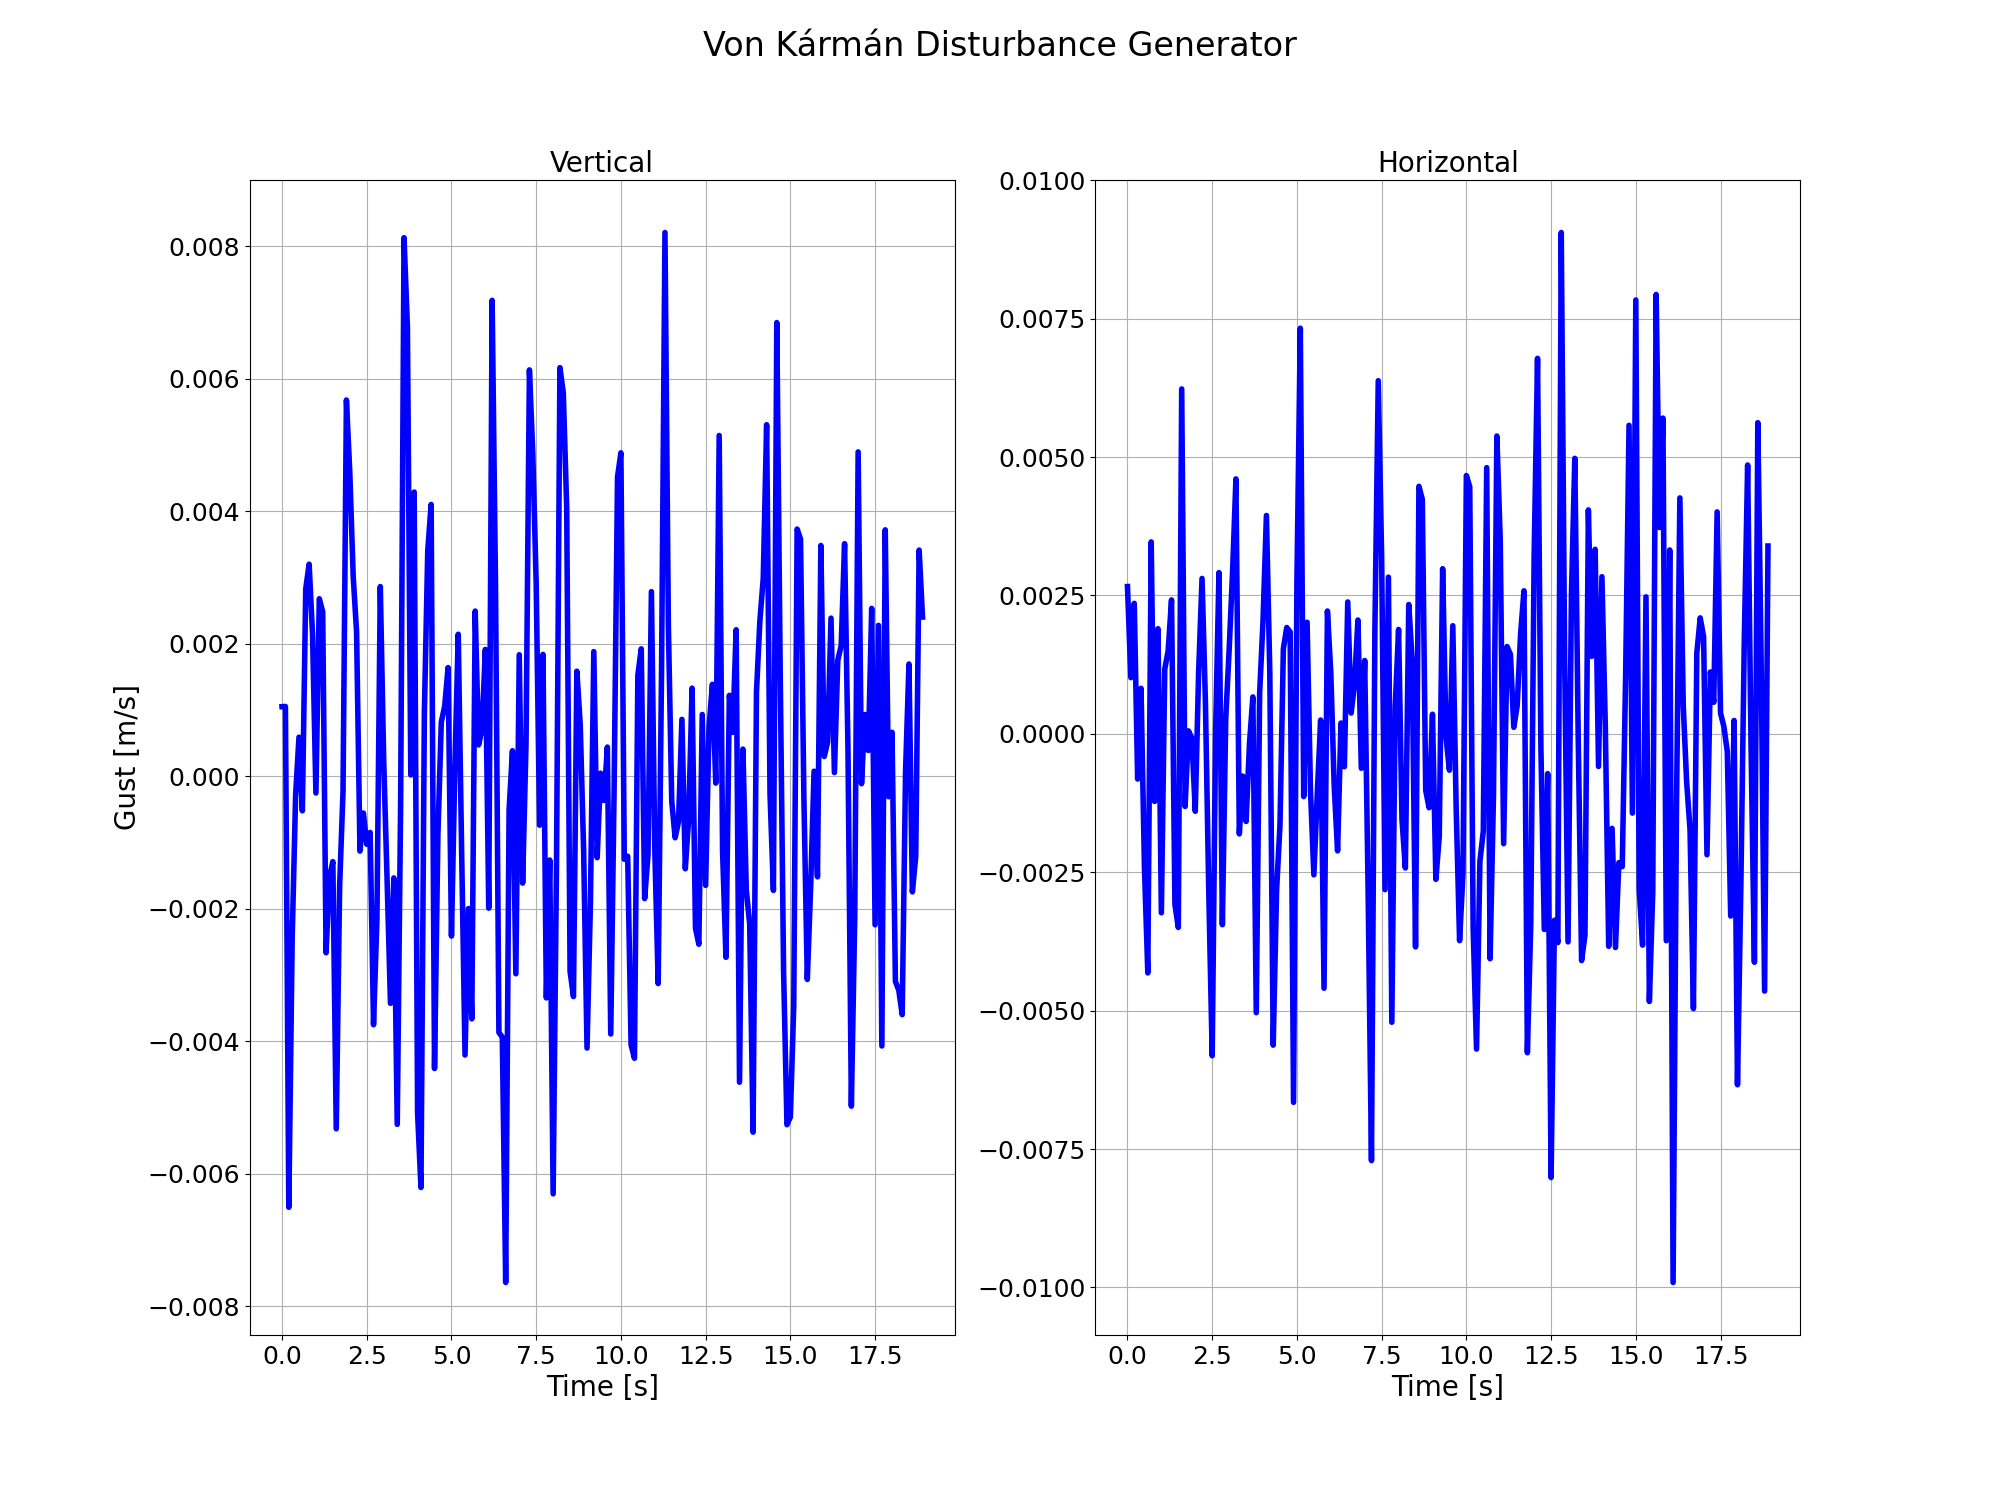 Von Kármán Disturbance Generator
Vertical
Gust [m/s]
0.008
0.006
0.004
0.002
0.000
−0.002
−0.004
−0.006
−0.008
0.0 2.5 5.0 7.5 10.0 12.5 15.0 17.5
Time [s]
Horizontal
0.0100
0.0075
0.0050
0.0025
0.0000
−0.0025
−0.0050
−0.0075
−0.0100
0.0 2.5 5.0 7.5 10.0 12.5 15.0 17.5
Time [s]